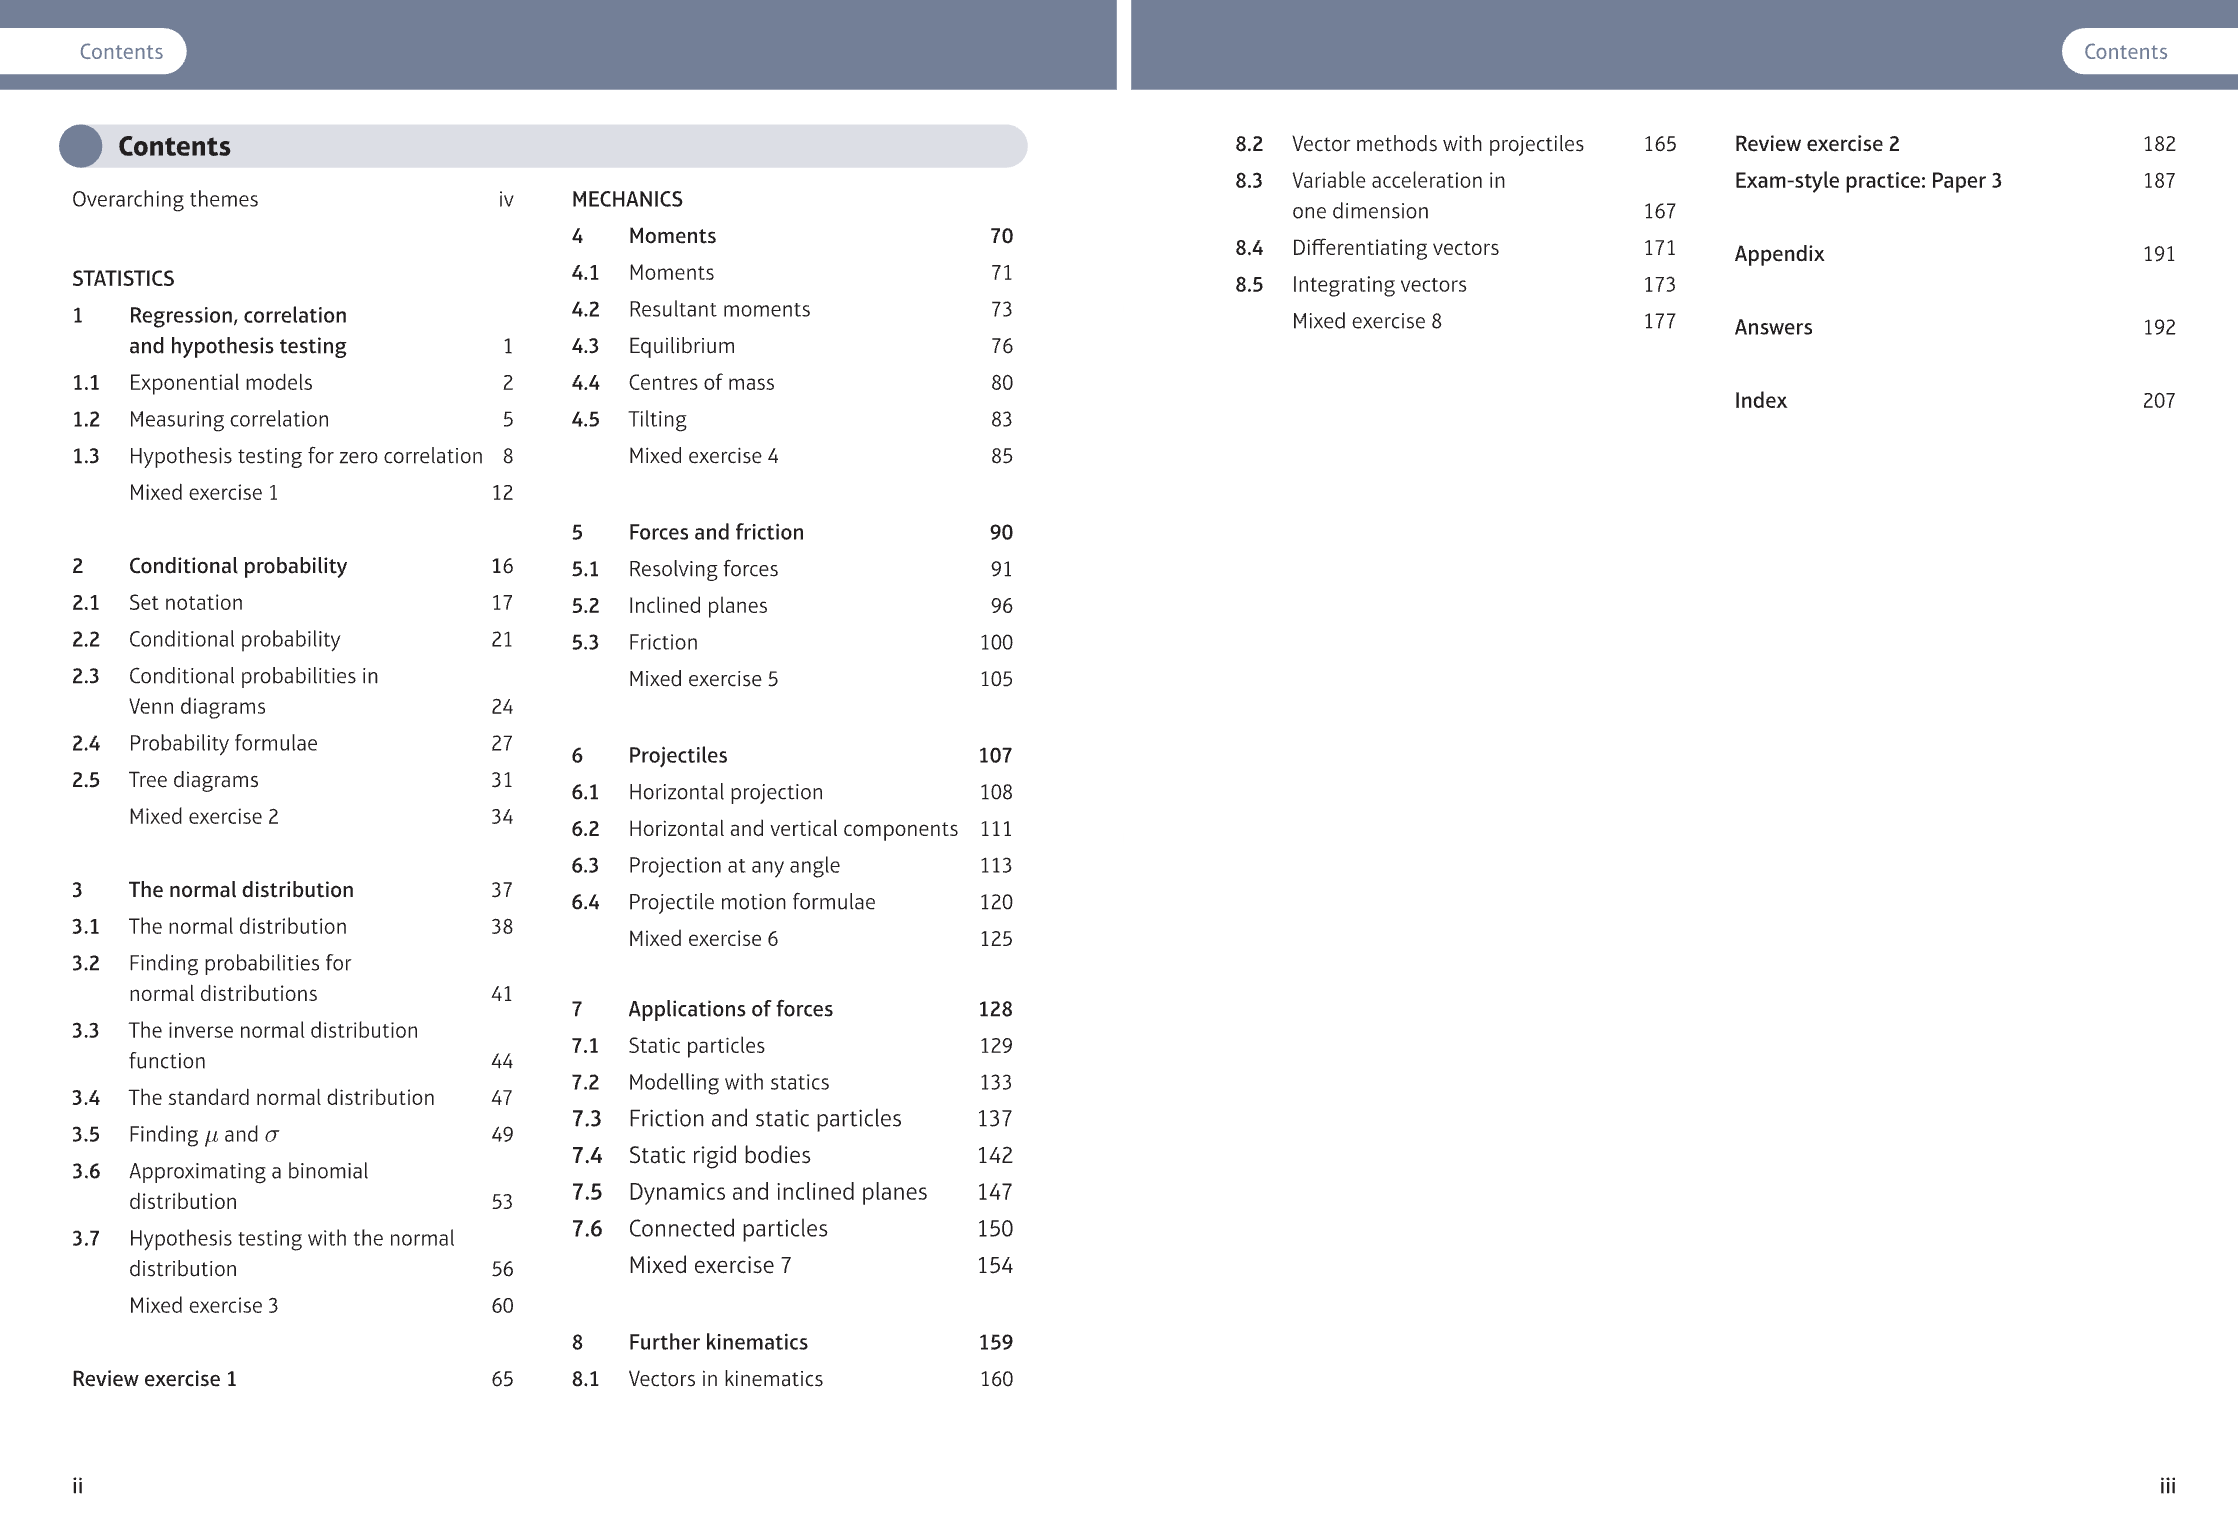 Contents
Contents
Contents
Overarching themes iv
STATISTICS
1 Regression, correlation
and hypothesis testing 1
1.1 Exponential models 2
1.2 Measuring correlation 5
1.3 Hypothesis testing for zero correlation 8
Mixed exercise 1 12
2 Conditional probability 16
2.1 Set notation 17
2.2 Conditional probability 21
2.3 Conditional probabilities in
Venn diagrams 24
2.4 Probability formulae 27
2.5 Tree diagrams 31
Mixed exercise 2 34
3 The normal distribution 37
3.1 The normal distribution 38
3.2 Finding probabilities for
normal distributions 41
3.3 The inverse normal distribution
function 44
3.4 The standard normal distribution 47
3.5 Finding μ and σ 49
3.6 Approximating a binomial
distribution 53
3.7 Hypothesis testing with the normal
distribution 56
Mixed exercise 3 60
Review exercise 1 65
MECHANICS
4 Moments 70
4.1 Moments 71
4.2 Resultant moments 73
4.3 Equilibrium 76
4.4 Centres of mass 80
4.5 Tilting 83
Mixed exercise 4 85
5 Forces and friction 90
5.1 Resolving forces 91
5.2 Inclined planes 96
5.3 Friction 100
Mixed exercise 5 105
6 Projectiles 107
6.1 Horizontal projection 108
6.2 Horizontal and vertical components 111
6.3 Projection at any angle 113
6.4 Projectile motion formulae 120
Mixed exercise 6 125
7 Applications of forces 128
7.1 Static particles 129
7.2 Modelling with statics 133
7.3 Friction and static particles 137
7.4 Static rigid bodies 142
7.5 Dynamics and inclined planes 147
7.6 Connected particles 150
Mixed exercise 7 154
8 Further kinematics 159
8.1 Vectors in kinematics 160
8.2 Vector methods with projectiles 165
8.3 Variable acceleration in
one dimension 167
8.4 Differentiating vectors 171
8.5 Integrating vectors 173
Mixed exercise 8 177
Review exercise 2 182
Exam-style practice: Paper 3 187
Appendix 191
Answers 192
Index 207
ii
iii